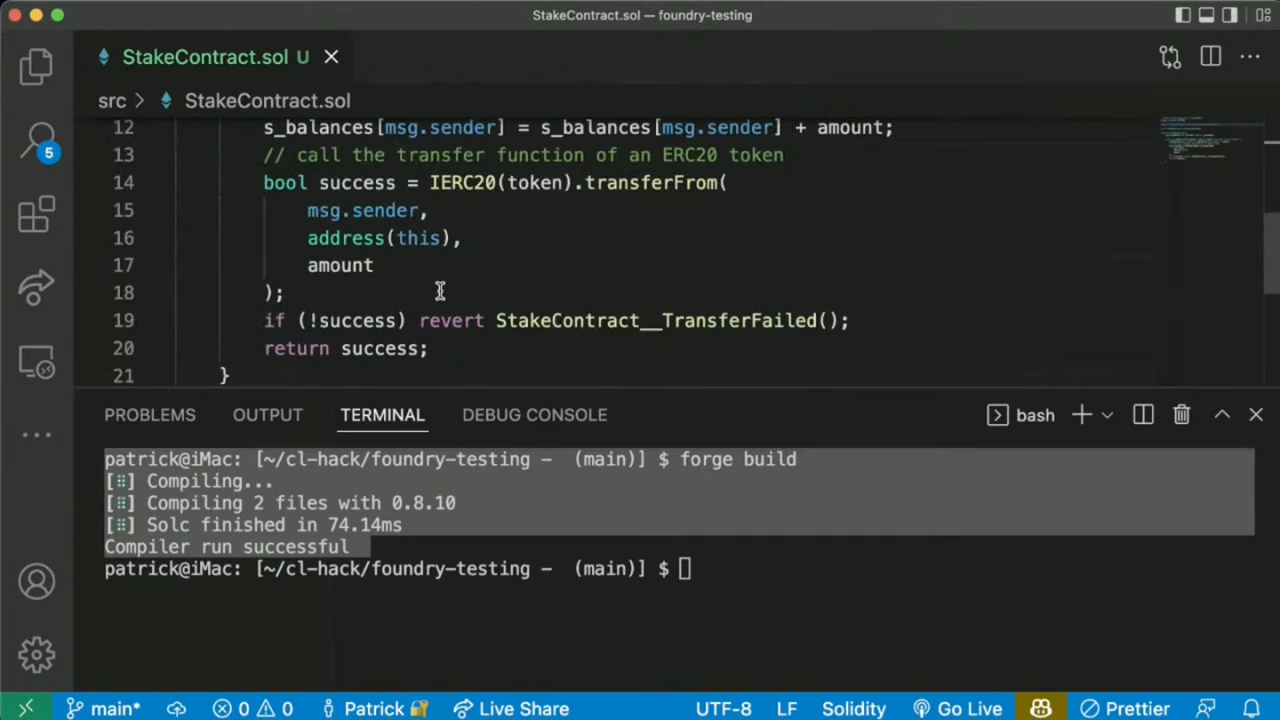 StakeContract.sol — foundry-testing
StakeContract.sol U
src > StakeContract.sol
12 s_balances[msg.sender] = s_balances[msg.sender] + amount;
13 // call the transfer function of an ERC20 token
14 bool success = IERC20(token).transferFrom(
15 msg.sender,
16 address(this),
17 amount
18 );
19 if (!success) revert StakeContract__TransferFailed();
20 return success;
21 }
5
PROBLEMS OUTPUT TERMINAL DEBUG CONSOLE bash
patrick@iMac: [~/cl-hack/foundry-testing - (main)] $ forge build
[⠿] Compiling...
[⠿] Compiling 2 files with 0.8.10
[⠿] Solc finished in 74.14ms
Compiler run successful
patrick@iMac: [~/cl-hack/foundry-testing - (main)] $
main* 0 0 Patrick 🔐 Live Share UTF-8 LF Solidity Go Live Prettier